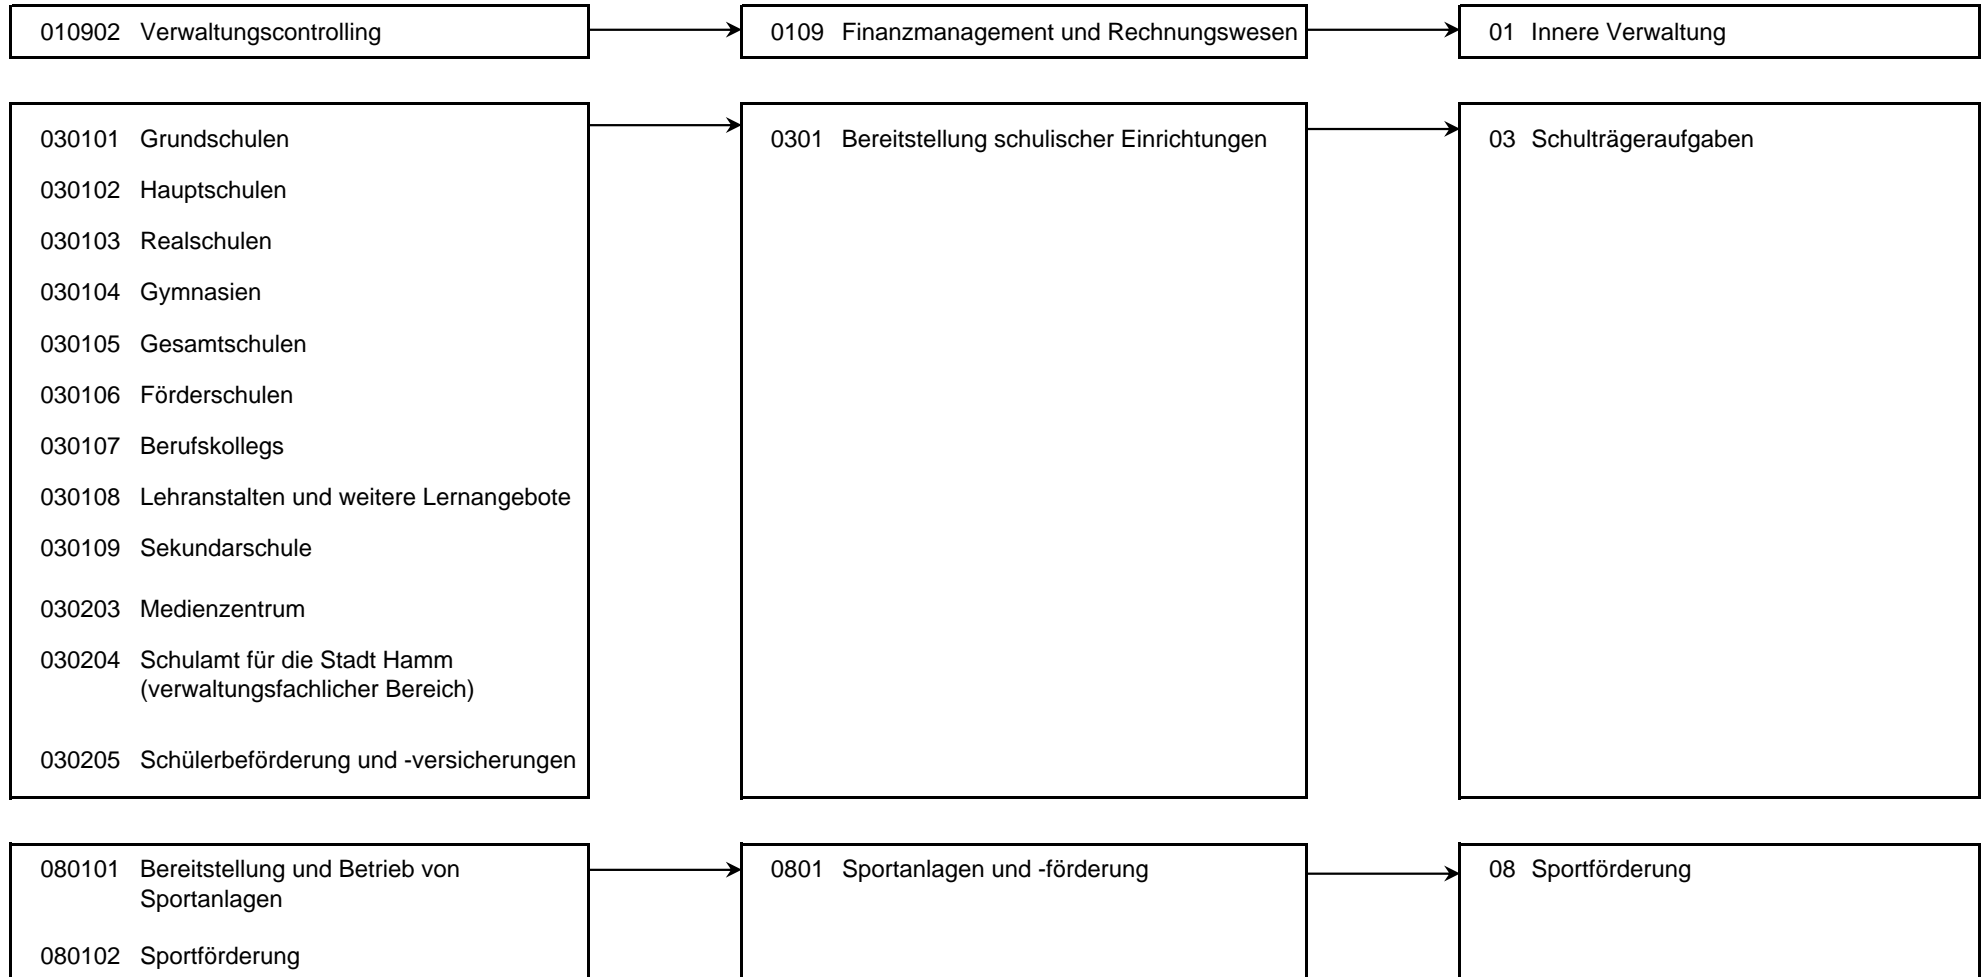 010902 Verwaltungscontrolling
0109 Finanzmanagement und Rechnungswesen
01 Innere Verwaltung
030101 Grundschulen
030102 Hauptschulen
030103 Realschulen
030104 Gymnasien
030105 Gesamtschulen
030106 Förderschulen
030107 Berufskollegs
030108 Lehranstalten und weitere Lernangebote
030109 Sekundarschule
030203 Medienzentrum
030204 Schulamt für die Stadt Hamm
(verwaltungsfachlicher Bereich)
030205 Schülerbeförderung und -versicherungen
0301 Bereitstellung schulischer Einrichtungen
03 Schulträgeraufgaben
080101 Bereitstellung und Betrieb von
Sportanlagen
080102 Sportförderung
0801 Sportanlagen und -förderung
08 Sportförderung